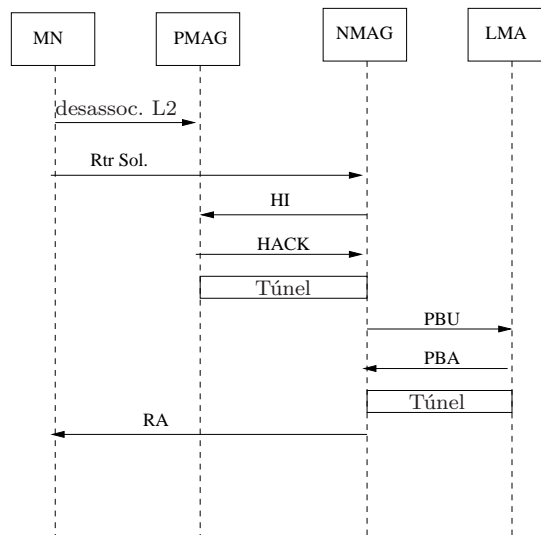 MN
PMAG
NMAG
LMA
desassoc. L2
Rtr Sol.
HI
HACK
Túnel
PBU
PBA
Túnel
RA